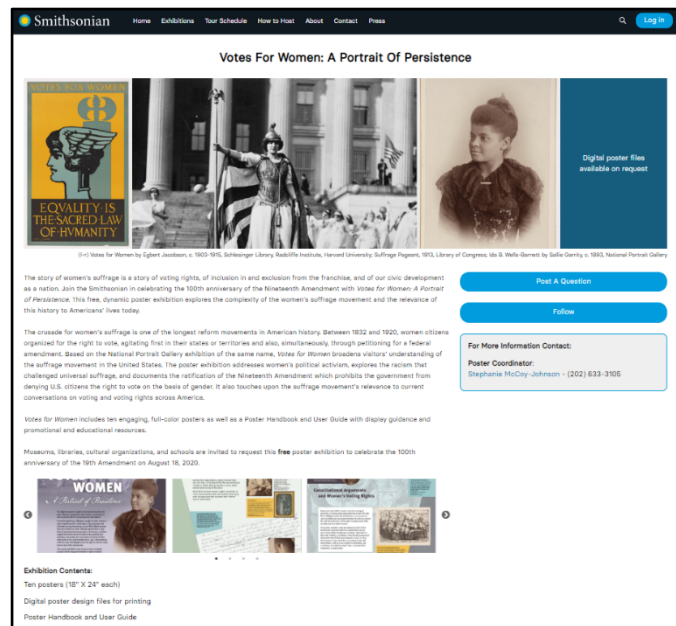 Smithsonian
Home Exhibitions Tour Schedule How to Host About Contact Press
Log in
Votes For Women: A Portrait Of Persistence
VOTES FOR WOMEN
EQVALITY·IS
THE·SACRED·LAW
OF·HVMANITY
Digital poster files
available on request
(l-r) Votes for Women by Egbert Jacobson, c. 1903-1915, Schlesinger Library, Radcliffe Institute, Harvard University; Suffrage Pageant, 1913, Library of Congress; Ida B. Wells-Barnett by Sallie Garrity, c. 1893, National Portrait Gallery
The story of women's suffrage is a story of voting rights, of inclusion in and exclusion from the franchise, and of our civic development
as a nation. Join the Smithsonian in celebrating the 100th anniversary of the Nineteenth Amendment with Votes for Women: A Portrait
of Persistence. This free, dynamic poster exhibition explores the complexity of the women's suffrage movement and the relevance of
this history to Americans' lives today.
The crusade for women's suffrage is one of the longest reform movements in American history. Between 1832 and 1920, women citizens
organized for the right to vote, agitating first in their states or territories and also, simultaneously, through petitioning for a federal
amendment. Based on the National Portrait Gallery exhibition of the same name, Votes for Women broadens visitors' understanding of
the suffrage movement in the United States. The poster exhibition addresses women's political activism, explores the racism that
challenged universal suffrage, and documents the ratification of the Nineteenth Amendment which prohibits the government from
denying U.S. citizens the right to vote on the basis of gender. It also touches upon the suffrage movement's relevance to current
conversations on voting and voting rights across America.
Votes for Women includes ten engaging, full-color posters as well as a Poster Handbook and User Guide with display guidance and
promotional and educational resources.
Museums, libraries, cultural organizations, and schools are invited to request this free poster exhibition to celebrate the 100th
anniversary of the 19th Amendment on August 18, 2020.
Post A Question
Follow
For More Information Contact:
Poster Coordinator:
Stephanie McCoy-Johnson - (202) 633-3105
WOMEN
A Portrait of Persistence
Constitutional Arguments
and Women's Voting Rights
Exhibition Contents:
Ten posters (18" X 24" each)
Digital poster design files for printing
Poster Handbook and User Guide